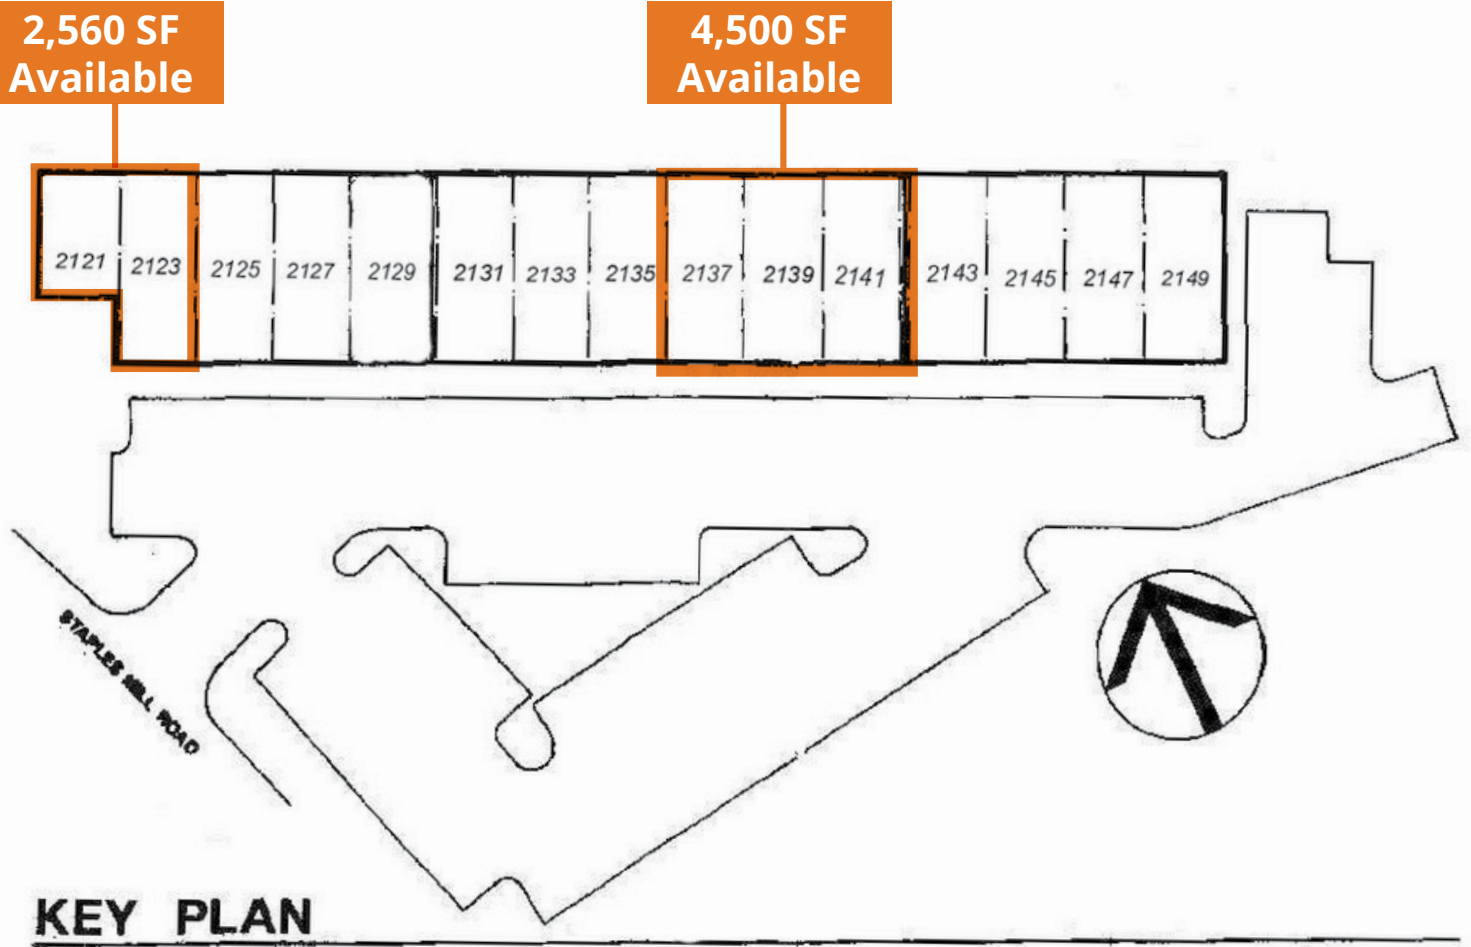 2,560 SF
Available
4,500 SF
Available
2121 2123 2125 2127 2129 2131 2133 2135 2137 2139 2141 2143 2145 2147 2149
STAPLES MILL ROAD
KEY PLAN